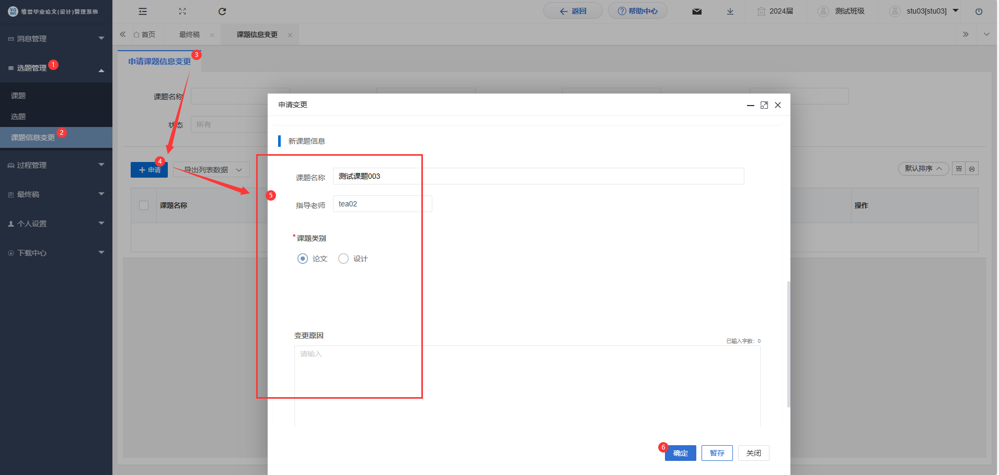 维普毕业论文(设计)管理系统
返回
帮助中心
2024届
测试班级
stu03[stu03]
首页
最终稿
课题信息变更
消息管理
选题管理
1
课题
选题
课题信息变更
2
过程管理
最终稿
个人设置
下载中心
申请课题信息变更
3
课题名称
状态
所有
4
申请
导出列表数据
默认排序
课题名称
操作
申请变更
新课题信息
5
课题名称
测试课题003
指导老师
tea02
*课题类别
论文
设计
变更原因
已输入字数：0
请输入
6
确定
暂存
关闭